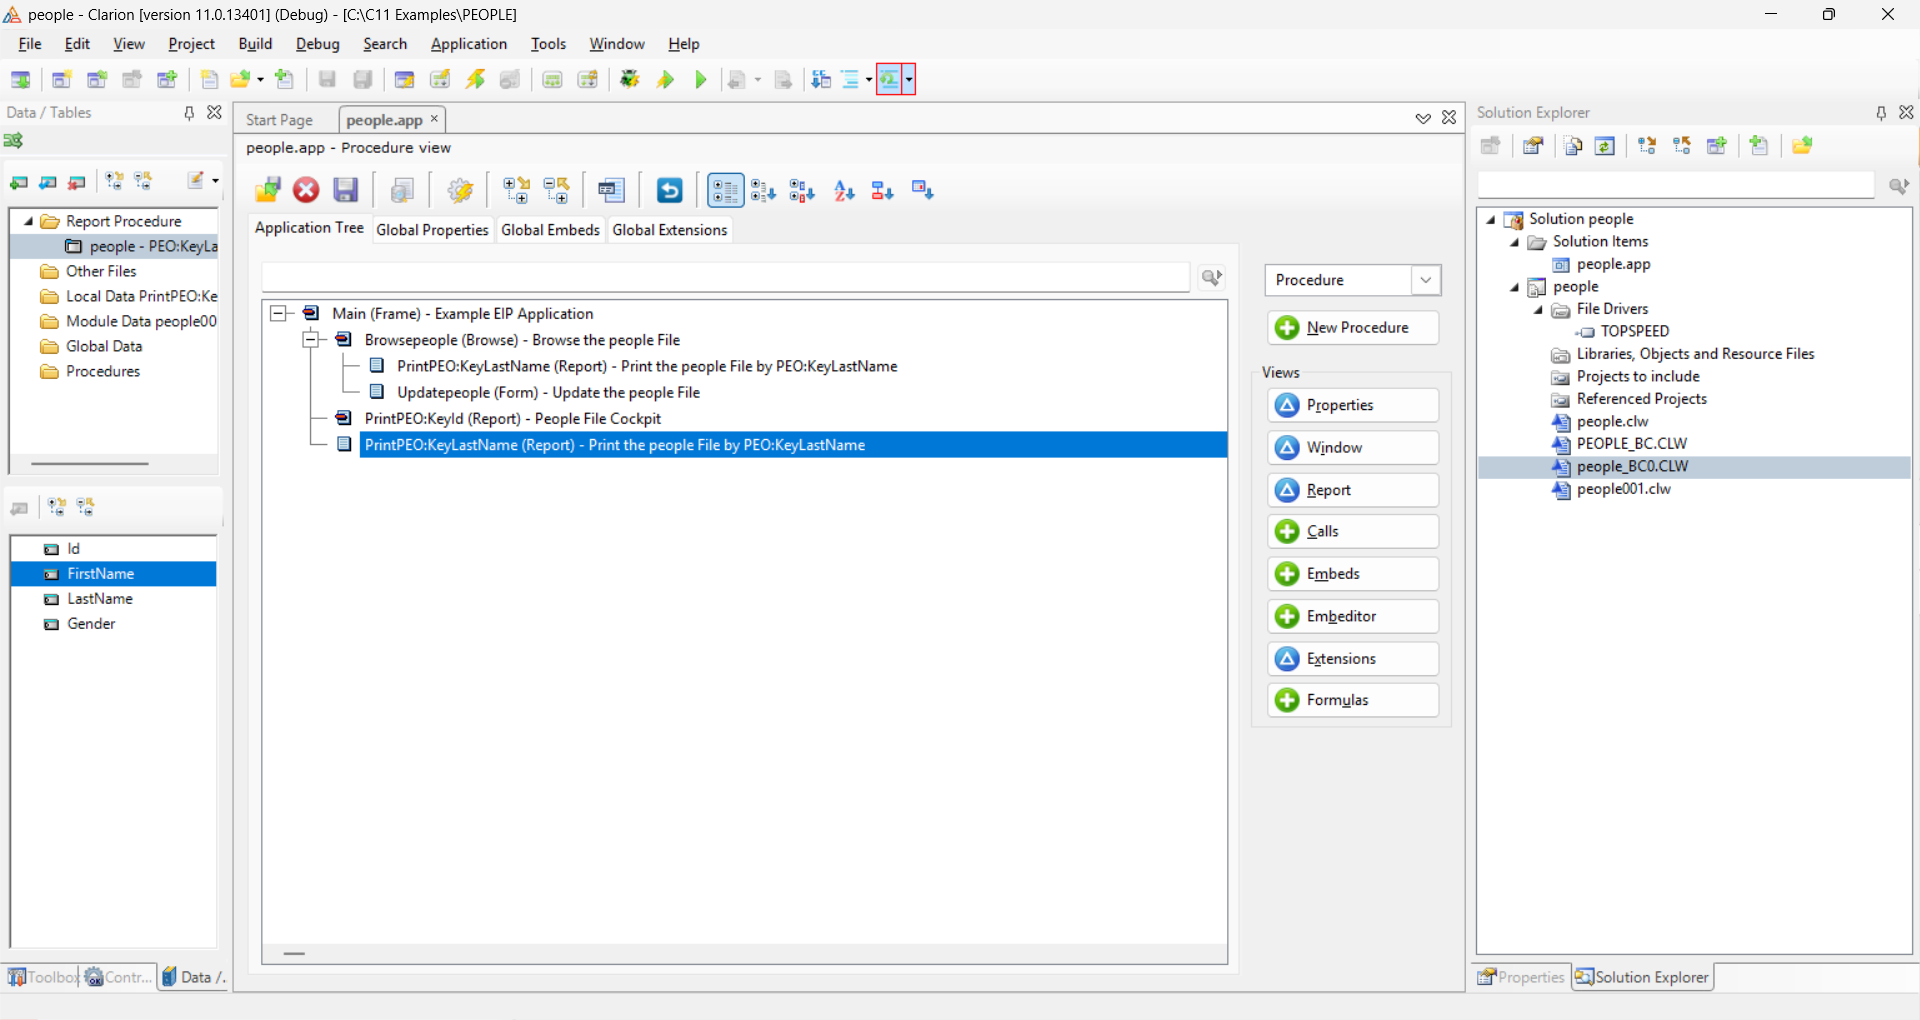 people - Clarion [version 11.0.13401] (Debug) - [C:\C11 Examples\PEOPLE]
File Edit View Project Build Debug Search Application Tools Window Help
Data / Tables
Report Procedure
people - PEO:KeyLa
Other Files
Local Data PrintPEO:Ke
Module Data people00
Global Data
Procedures
Id
FirstName
LastName
Gender
Toolbox Contr... Data /.
Start Page people.app
people.app - Procedure view
Application Tree Global Properties Global Embeds Global Extensions
Main (Frame) - Example EIP Application
Browsepeople (Browse) - Browse the people File
PrintPEO:KeyLastName (Report) - Print the people File by PEO:KeyLastName
Updatepeople (Form) - Update the people File
PrintPEO:KeyId (Report) - People File Cockpit
PrintPEO:KeyLastName (Report) - Print the people File by PEO:KeyLastName
Procedure
New Procedure
Views
Properties
Window
Report
Calls
Embeds
Embeditor
Extensions
Formulas
Solution Explorer
Solution people
Solution Items
people.app
people
File Drivers
TOPSPEED
Libraries, Objects and Resource Files
Projects to include
Referenced Projects
people.clw
PEOPLE_BC.CLW
people_BC0.CLW
people001.clw
Properties Solution Explorer